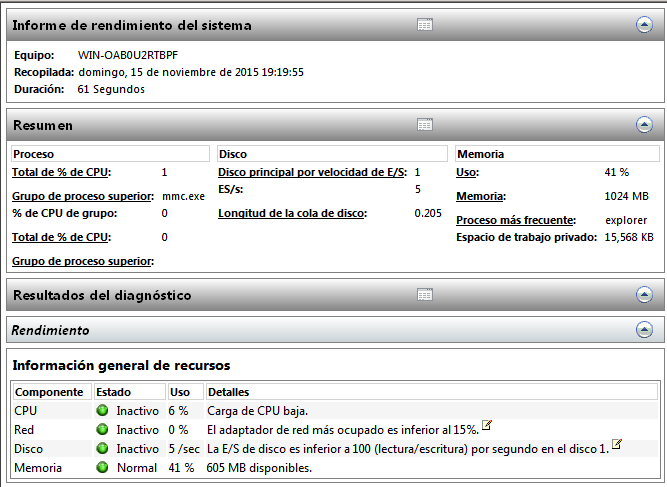 Informe de rendimiento del sistema
Equipo: WIN-OAB0U2RTBPF
Recopilada: domingo, 15 de noviembre de 2015 19:19:55
Duración: 61 Segundos
Resumen
Proceso
Total de % de CPU: 1
Grupo de proceso superior: mmc.exe
% de CPU de grupo: 0
Total de % de CPU: 0
Grupo de proceso superior:
Disco
Disco principal por velocidad de E/S: 1
ES/s: 5
Longitud de la cola de disco: 0.205
Memoria
Uso: 41 %
Memoria: 1024 MB
Proceso más frecuente: explorer
Espacio de trabajo privado: 15,568 KB
Resultados del diagnóstico
Rendimiento
Información general de recursos
Componente Estado Uso Detalles
CPU Inactivo 6 % Carga de CPU baja.
Red Inactivo 0 % El adaptador de red más ocupado es inferior al 15%.
Disco Inactivo 5 /sec La E/S de disco es inferior a 100 (lectura/escritura) por segundo en el disco 1.
Memoria Normal 41 % 605 MB disponibles.